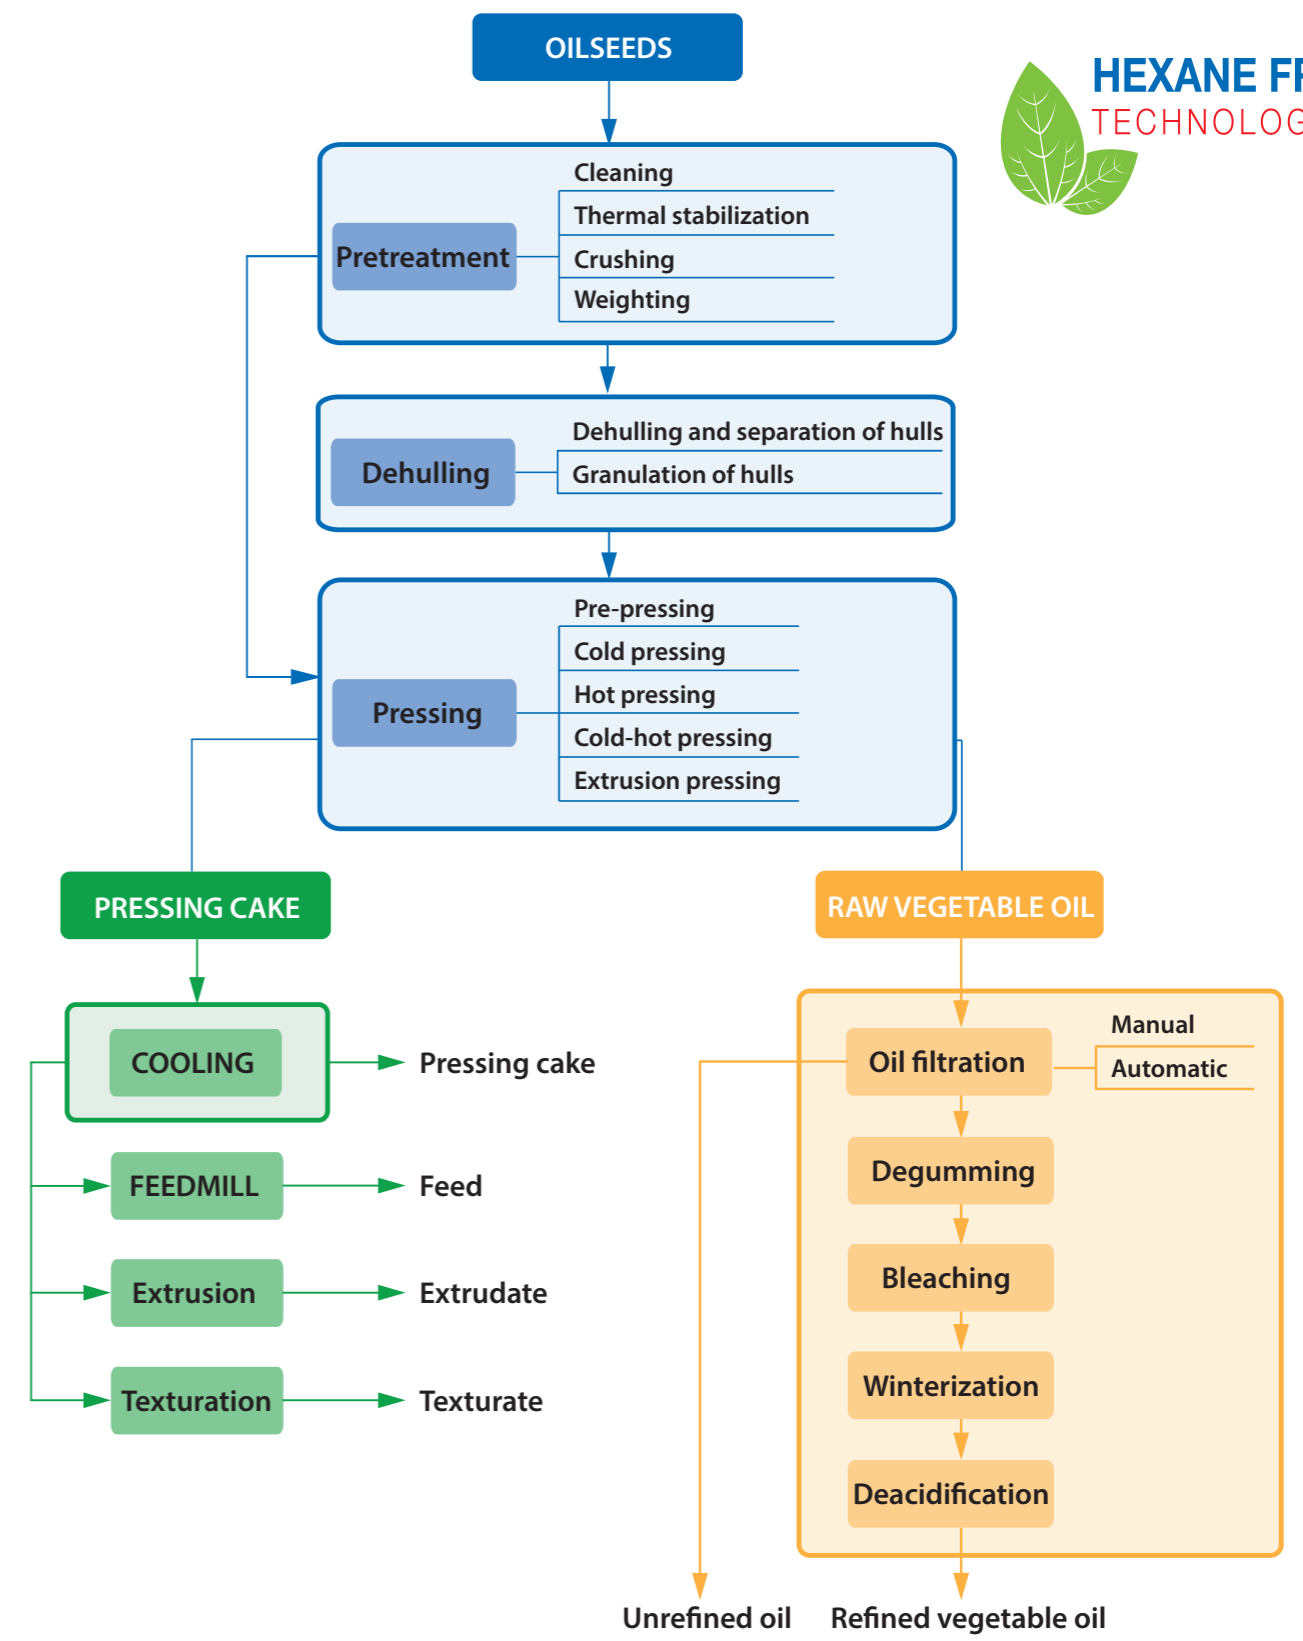 OILSEEDS
HEXANE FR
TECHNOLOG
Pretreatment
Cleaning
Thermal stabilization
Crushing
Weighting
Dehulling
Dehulling and separation of hulls
Granulation of hulls
Pressing
Pre-pressing
Cold pressing
Hot pressing
Cold-hot pressing
Extrusion pressing
PRESSING CAKE
COOLING
Pressing cake
FEEDMILL
Feed
Extrusion
Extrudate
Texturation
Texturate
RAW VEGETABLE OIL
Oil filtration
Manual
Automatic
Degumming
Bleaching
Winterization
Deacidification
Unrefined oil
Refined vegetable oil